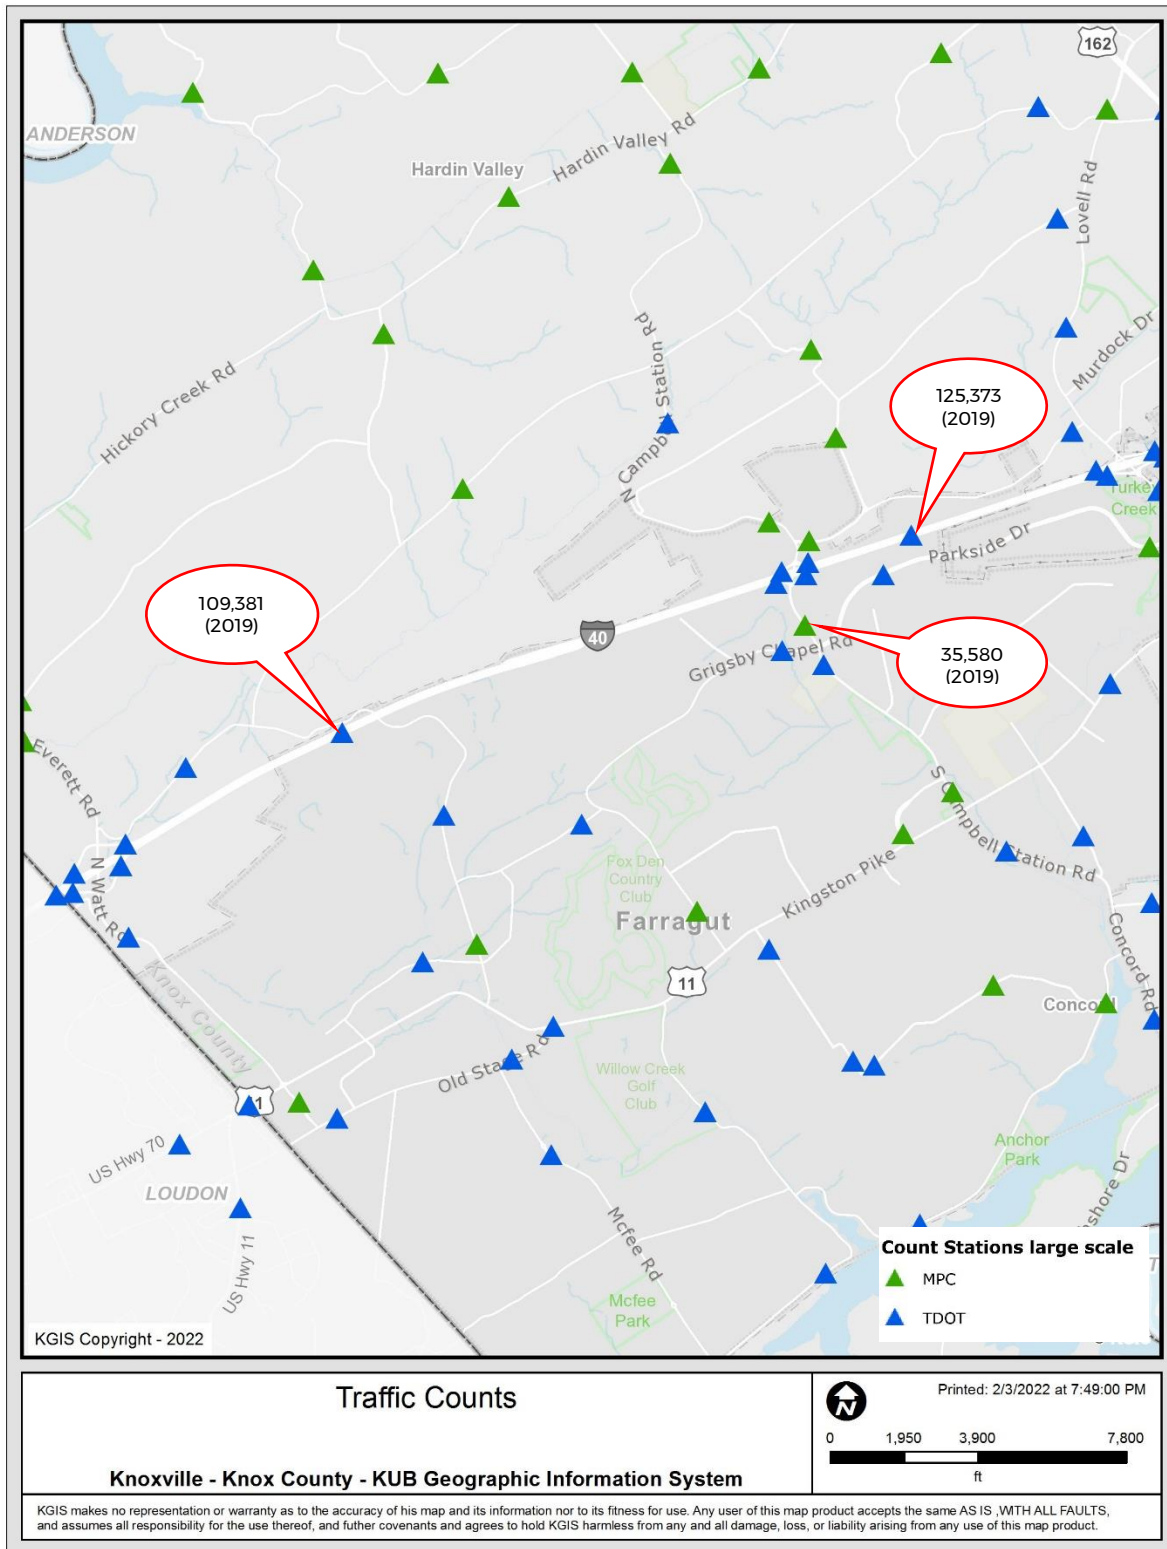 162
ANDERSON
Hardin Valley Rd
Hardin Valley
Lovell Rd
Murdock Dr
N Campbell Station Rd
Hickory Creek Rd
125,373
(2019)
Turkey
Creek
Parkside Dr
109,381
(2019)
40
Grigsby Chapel Rd
35,580
(2019)
Everett Rd
S Campbell Station Rd
N Watt Rd
Fox Den
Country
Club
Kingston Pike
Farragut
Concord Rd
Knox County
11
Concord
Old Stage Rd
Willow Creek
Golf
Club
11
US Hwy 70
Anchor
Park
LOUDON
Mcfee Rd
US Hwy 11
Mcfee
Park
Count Stations large scale
MPC
TDOT
KGIS Copyright - 2022
Traffic Counts
Knoxville - Knox County - KUB Geographic Information System
N
Printed: 2/3/2022 at 7:49:00 PM
0 1,950 3,900 7,800
ft
KGIS makes no representation or warranty as to the accuracy of his map and its information nor to its fitness for use. Any user of this map product accepts the same AS IS ,WITH ALL FAULTS,
and assumes all responsibility for the use thereof, and futher covenants and agrees to hold KGIS harmless from any and all damage, loss, or liability arising from any use of this map product.